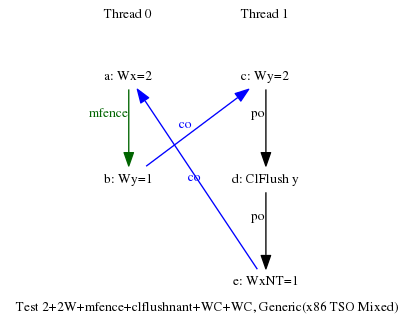 Thread 0 Thread 1
a: Wx=2 c: Wy=2
mfence po
co
b: Wy=1 co d: ClFlush y
po
e: WxNT=1
Test 2+2W+mfence+clflushnant+WC+WC, Generic(x86 TSO Mixed)